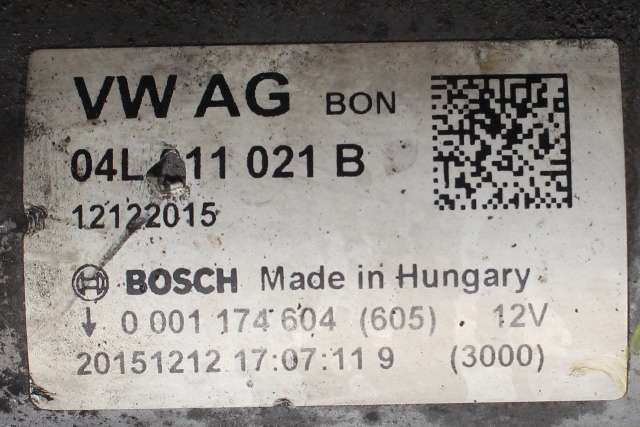 VW AG BON
04L 11 021 B
12122015
BOSCH Made in Hungary
↓ 0 001 174 604 (605) 12V
20151212 17:07:11 9 (3000)